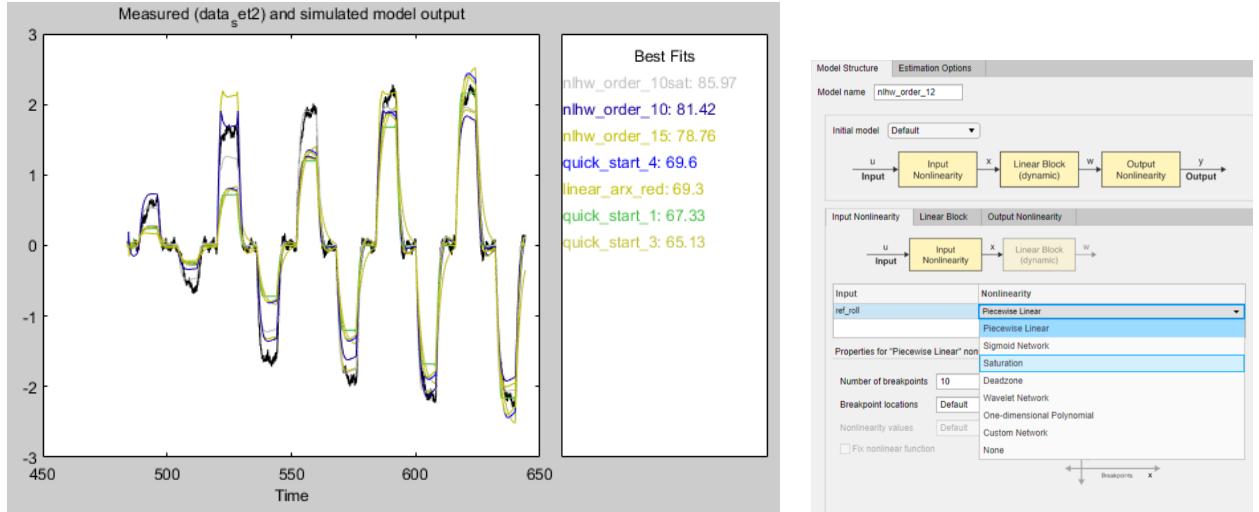 Measured (data_set2) and simulated model output
3
2
1
0
-1
-2
-3
450
500
550
600
650
Time
Best Fits
nlhw_order_10sat: 85.97
nlhw_order_10: 81.42
nlhw_order_15: 78.76
quick_start_4: 69.6
linear_arx_red: 69.3
quick_start_1: 67.33
quick_start_3: 65.13
Model Structure Estimation Options
Model name nlhw_order_12
Initial model Default
u Input
Input Nonlinearity
x
Linear Block (dynamic)
w
Output Nonlinearity
y Output
Input Nonlinearity Linear Block Output Nonlinearity
u Input
Input Nonlinearity
x
Linear Block (dynamic)
w
Input Nonlinearity
ref_roll Piecewise Linear
Piecewise Linear
Sigmoid Network
Saturation
Deadzone
Wavelet Network
One-dimensional Polynomial
Custom Network
None
Properties for "Piecewise Linear" non
Number of breakpoints 10
Breakpoint locations Default
Nonlinearity values Default
Fix nonlinear function
Breakpoints x